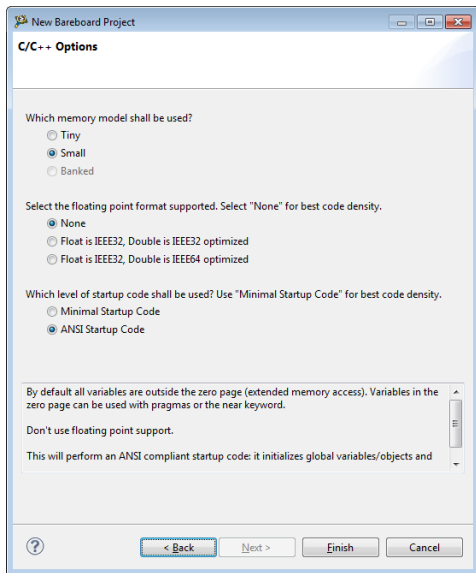 New Bareboard Project
C/C++ Options
Which memory model shall be used?
Tiny
Small
Banked
Select the floating point format supported. Select "None" for best code density.
None
Float is IEEE32, Double is IEEE32 optimized
Float is IEEE32, Double is IEEE64 optimized
Which level of startup code shall be used? Use "Minimal Startup Code" for best code density.
Minimal Startup Code
ANSI Startup Code
By default all variables are outside the zero page (extended memory access). Variables in the
zero page can be used with pragmas or the near keyword.
Don't use floating point support.
This will perform an ANSI compliant startup code: it initializes global variables/objects and
? < Back Next > Finish Cancel